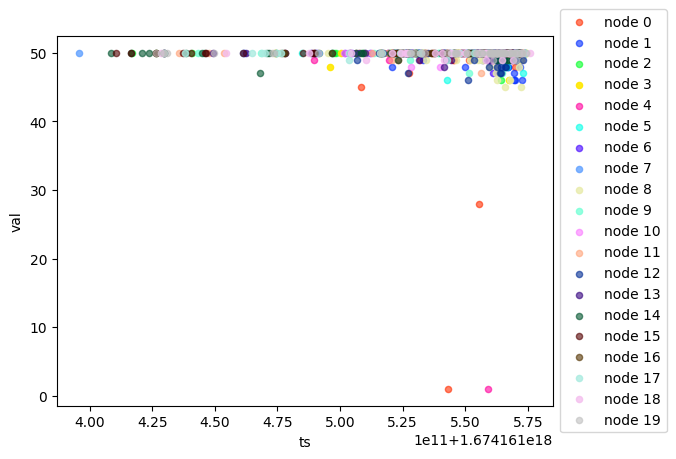 50
40
30
20
10
0
val
4.00 4.25 4.50 4.75 5.00 5.25 5.50 5.75
ts
1e11+1.674161e18
node 0
node 1
node 2
node 3
node 4
node 5
node 6
node 7
node 8
node 9
node 10
node 11
node 12
node 13
node 14
node 15
node 16
node 17
node 18
node 19